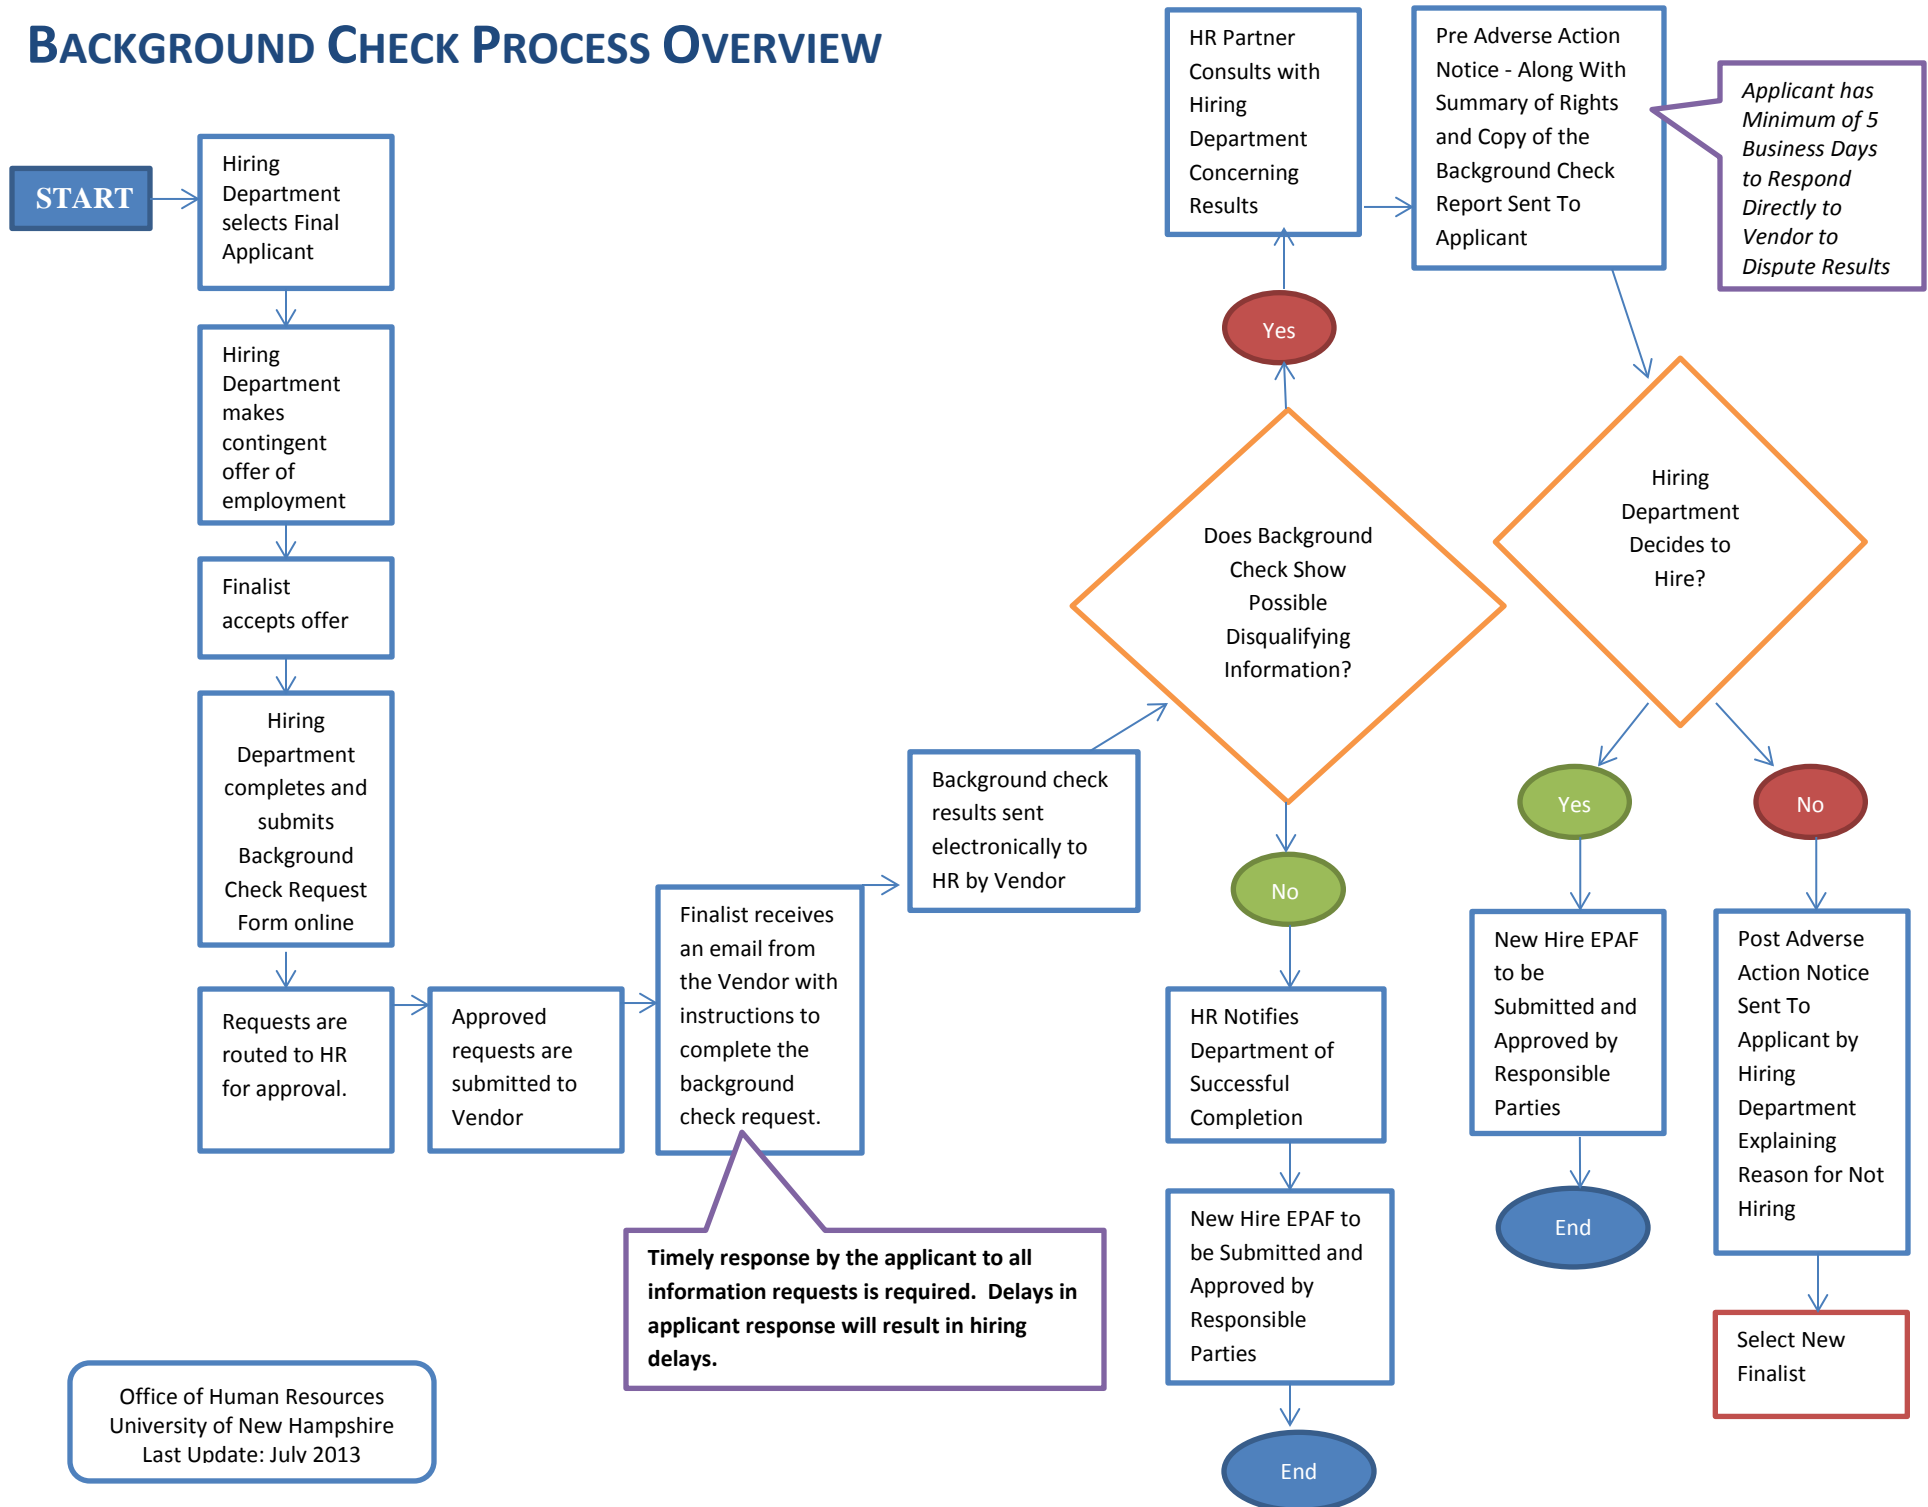 BACKGROUND CHECK PROCESS OVERVIEW
START
Hiring
Department
selects Final
Applicant
Hiring
Department
makes
contingent
offer of
employment
Finalist
accepts offer
Hiring
Department
completes and
submits
Background
Check Request
Form online
Requests are
routed to HR
for approval.
Approved
requests are
submitted to
Vendor
Finalist receives
an email from
the Vendor with
instructions to
complete the
background
check request.
Timely response by the applicant to all
information requests is required.  Delays in
applicant response will result in hiring
delays.
Background check
results sent
electronically to
HR by Vendor
Does Background
Check Show
Possible
Disqualifying
Information?
Yes
HR Partner
Consults with
Hiring
Department
Concerning
Results
Pre Adverse Action
Notice - Along With
Summary of Rights
and Copy of the
Background Check
Report Sent To
Applicant
Applicant has
Minimum of 5
Business Days
to Respond
Directly to
Vendor to
Dispute Results
Hiring
Department
Decides to
Hire?
Yes
New Hire EPAF
to be
Submitted and
Approved by
Responsible
Parties
End
No
Post Adverse
Action Notice
Sent To
Applicant by
Hiring
Department
Explaining
Reason for Not
Hiring
Select New
Finalist
No
HR Notifies
Department of
Successful
Completion
New Hire EPAF to
be Submitted and
Approved by
Responsible
Parties
End
Office of Human Resources
University of New Hampshire
Last Update: July 2013